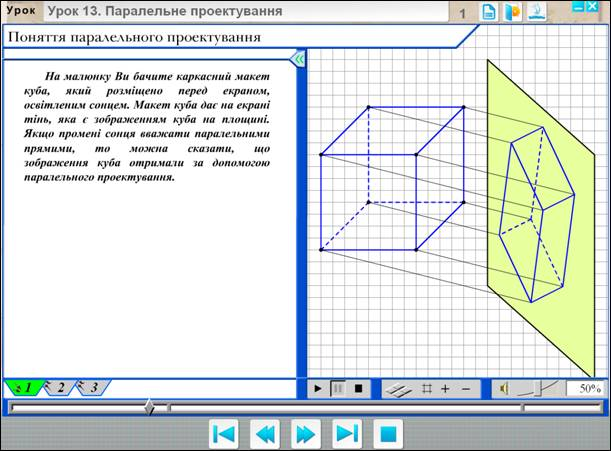 Урок
Урок 13. Паралельне проектування
1
Поняття паралельного проектування
На малюнку Ви бачите каркасний макет
куба, який розміщено перед екраном,
освітленим сонцем. Макет куба дає на екрані
тінь, яка є зображенням куба на площині.
Якщо промені сонця вважати паралельними
прямими, то можна сказати, що
зображення куба отримали за допомогою
паралельного проектування.
1 2 3
50%